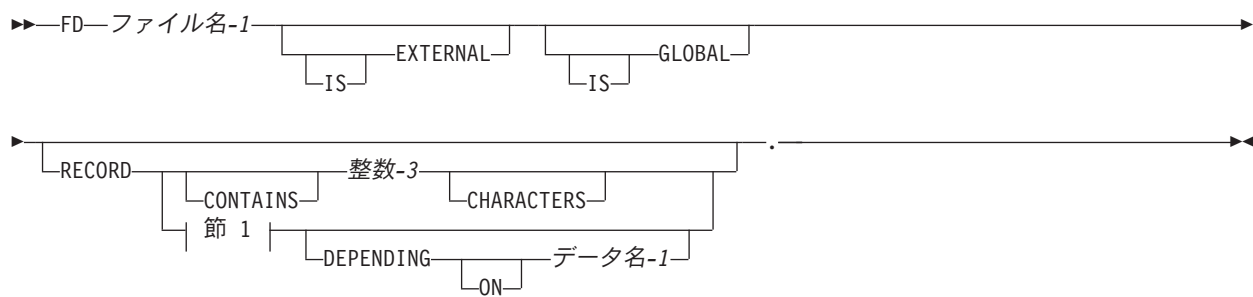 FD ファイル名-1 EXTERNAL GLOBAL
IS IS
RECORD 整数-3 .
CONTAINS CHARACTERS
節 1
DEPENDING データ名-1
ON